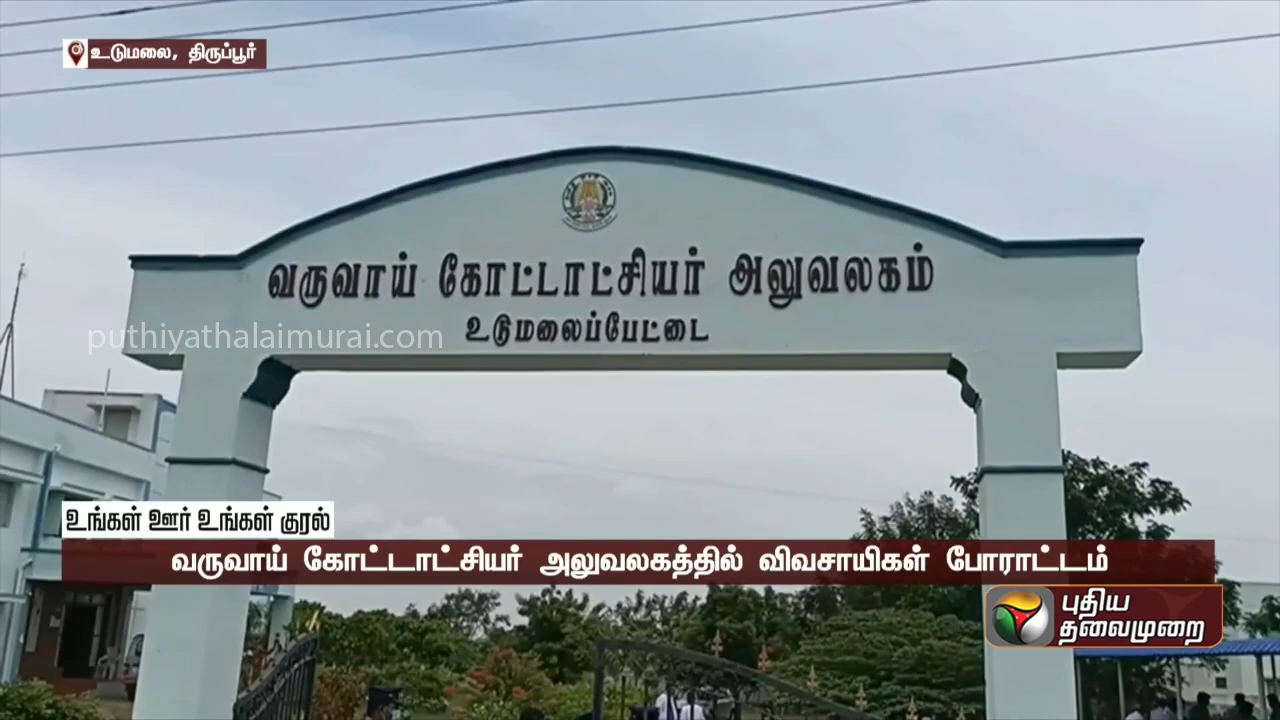 உடுமலை, திருப்பூர்
வருவாய் கோட்டாட்சியர் அலுவலகம்
puthiyathalaimurai.com
உடுமலைப்பேட்டை
உங்கள் ஊர் உங்கள் குரல்
வருவாய் கோட்டாட்சியர் அலுவலகத்தில் விவசாயிகள் போராட்டம்
புதிய
தலைமுறை